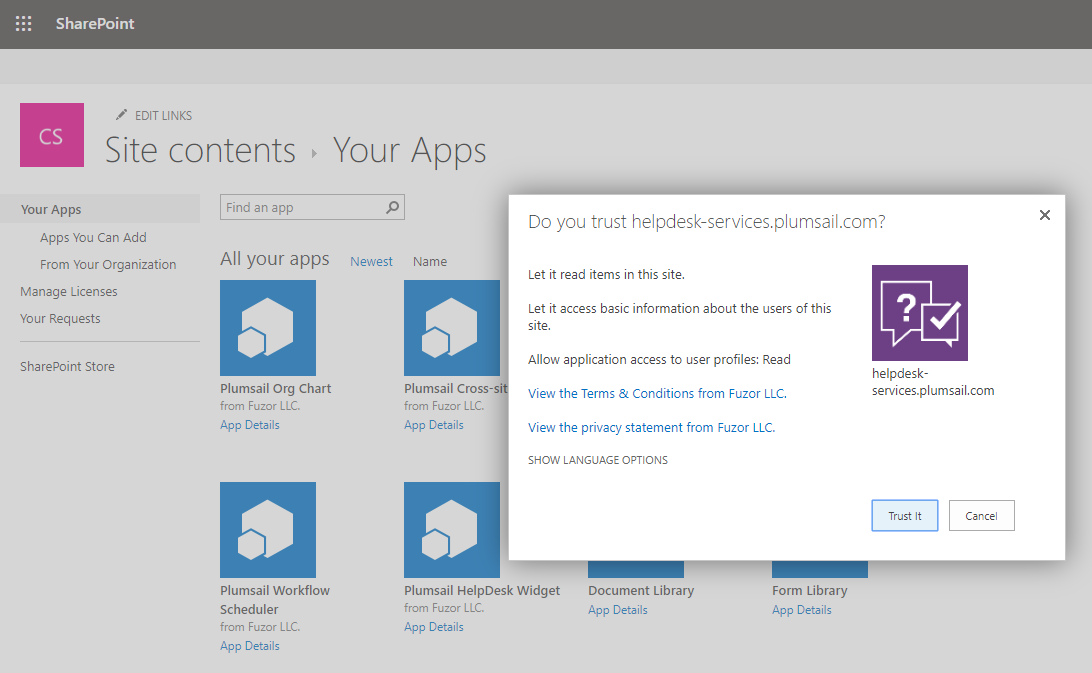 SharePoint
CS
EDIT LINKS
Site contents
Your Apps
Your Apps
Apps You Can Add
From Your Organization
Manage Licenses
Your Requests
SharePoint Store
Find an app
All your apps
Newest
Name
Plumsail Org Chart
from Fuzor LLC.
App Details
Plumsail Cross-sit
from Fuzor LLC.
App Details
Plumsail Workflow
Scheduler
from Fuzor LLC.
App Details
Plumsail HelpDesk Widget
from Fuzor LLC.
App Details
Document Library
App Details
Form Library
App Details
Do you trust helpdesk-services.plumsail.com?
Let it read items in this site.
Let it access basic information about the users of this
site.
Allow application access to user profiles: Read
View the Terms & Conditions from Fuzor LLC.
View the privacy statement from Fuzor LLC.
SHOW LANGUAGE OPTIONS
?
helpdesk-
services.plumsail.com
Trust It
Cancel